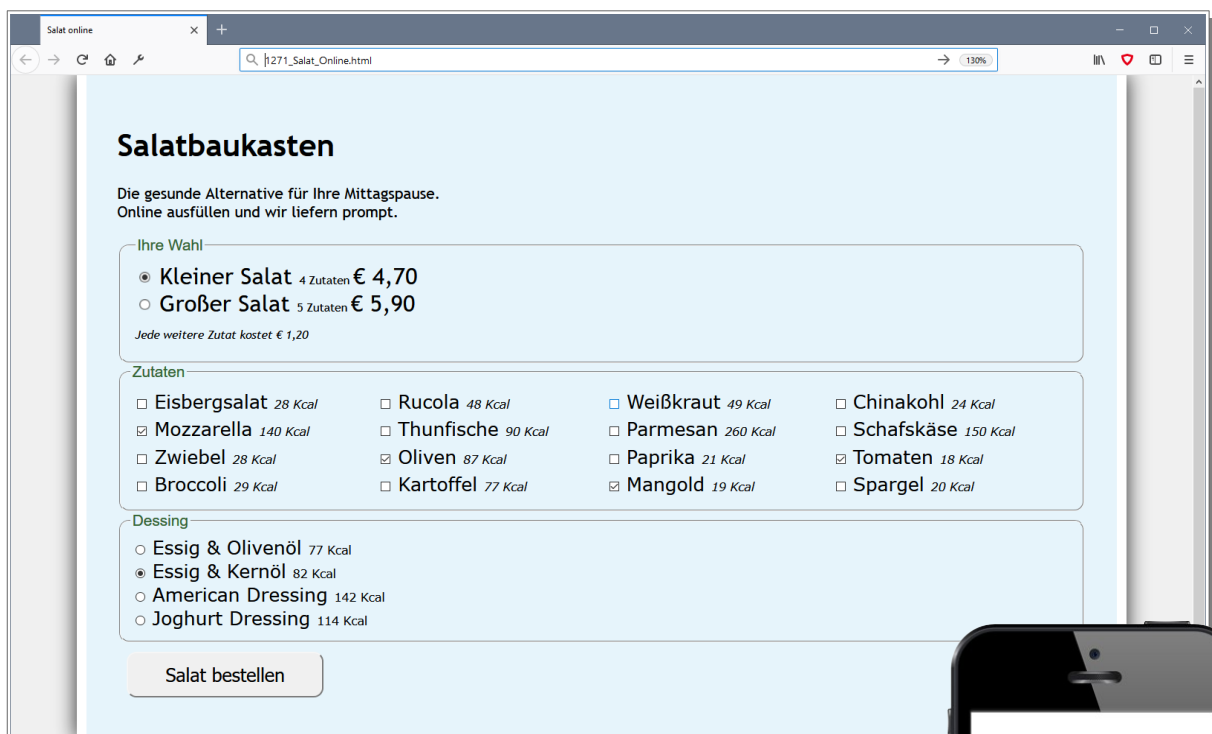 Salat online
1271_Salat_Online.html
130%
Salatbaukasten
Die gesunde Alternative für Ihre Mittagspause.
Online ausfüllen und wir liefern prompt.
Ihre Wahl
Kleiner Salat 4 Zutaten € 4,70
Großer Salat 5 Zutaten € 5,90
Jede weitere Zutat kostet € 1,20
Zutaten
Eisbergsalat 28 Kcal Rucola 48 Kcal Weißkraut 49 Kcal Chinakohl 24 Kcal
Mozzarella 140 Kcal Thunfische 90 Kcal Parmesan 260 Kcal Schafskäse 150 Kcal
Zwiebel 28 Kcal Oliven 87 Kcal Paprika 21 Kcal Tomaten 18 Kcal
Broccoli 29 Kcal Kartoffel 77 Kcal Mangold 19 Kcal Spargel 20 Kcal
Dessing
Essig & Olivenöl 77 Kcal
Essig & Kernöl 82 Kcal
American Dressing 142 Kcal
Joghurt Dressing 114 Kcal
Salat bestellen